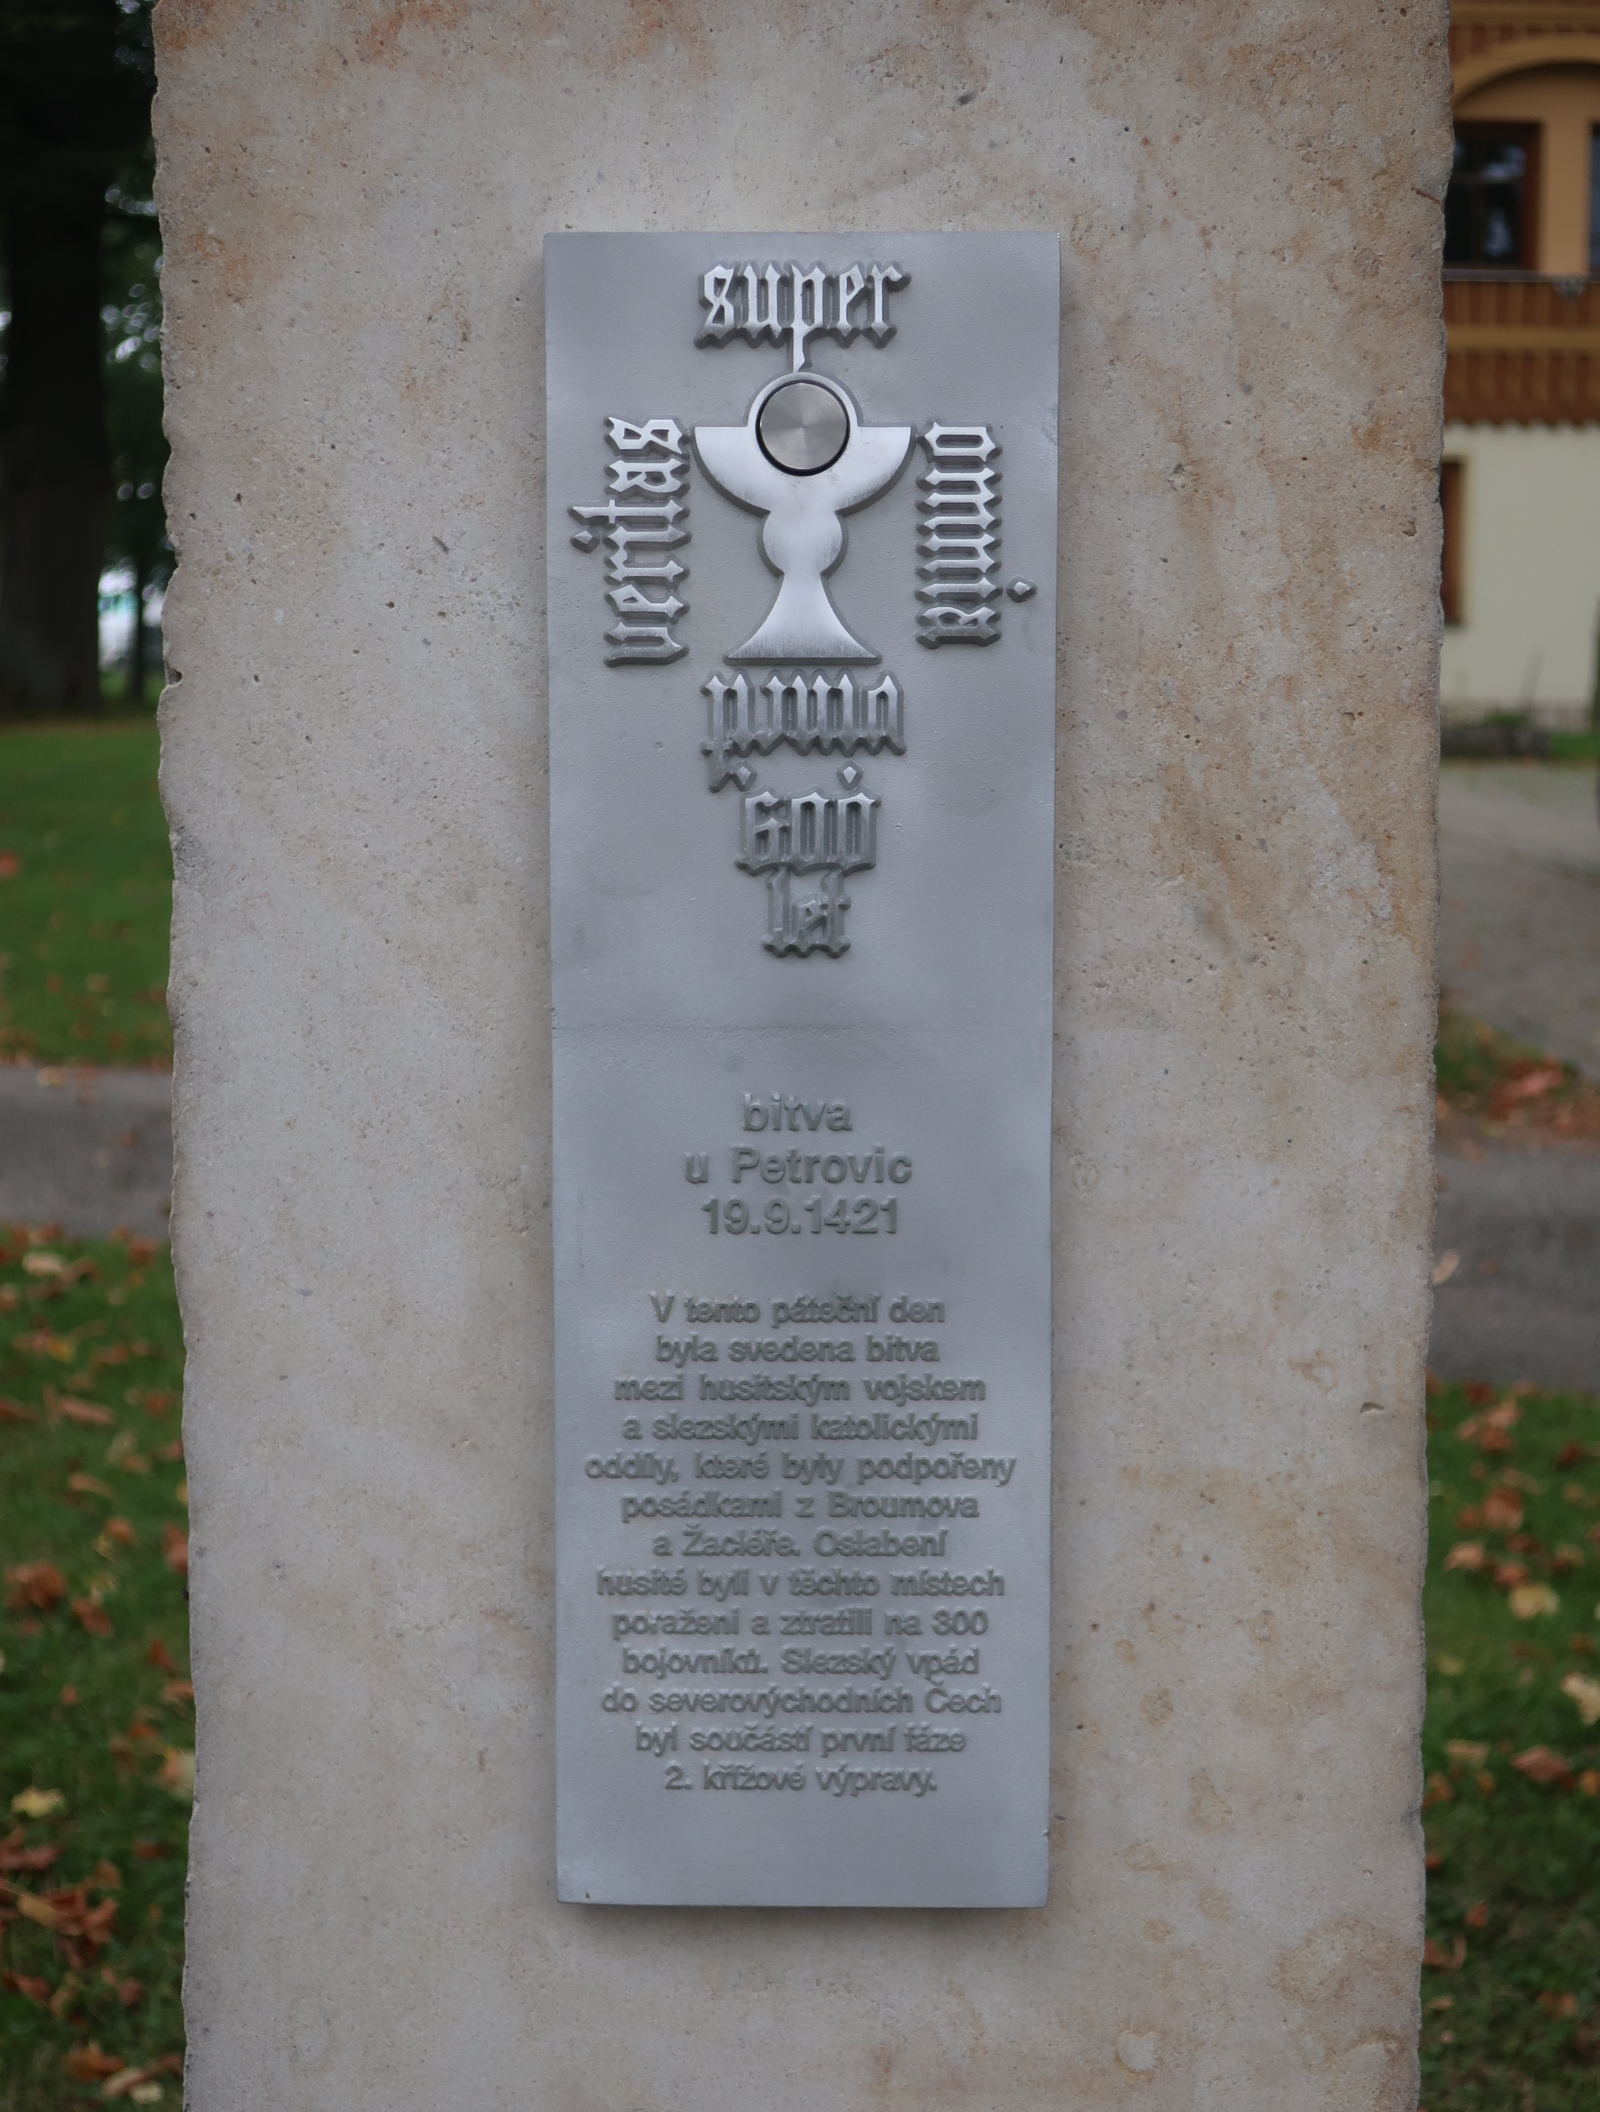 super
veritas
omnia
vincit
600
let
bitva
u Petrovic
19.9.1421
V tento páteční den
byla svedena bitva
mezi husitským vojskem
a slezskými katolickými
oddíly, které byly podpořeny
posádkami z Broumova
a Žacléře. Oslabení
husité byli v těchto místech
poraženi a ztratili na 300
bojovníků. Slezský vpád
do severovýchodních Čech
byl součástí první fáze
2. křížové výpravy.